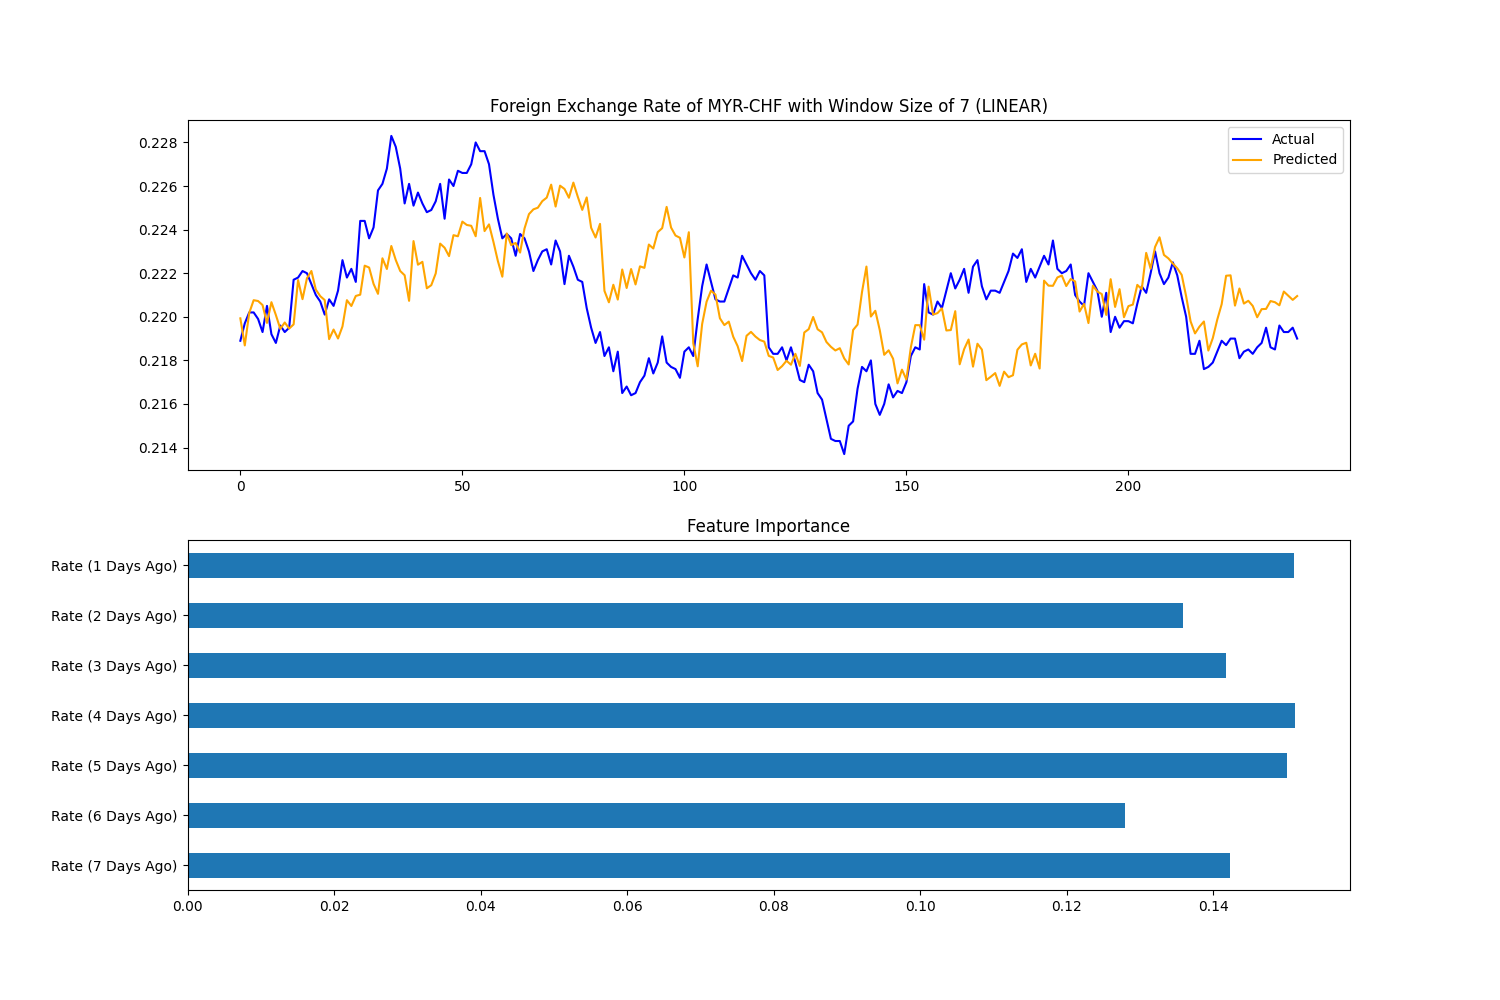 Foreign Exchange Rate of MYR-CHF with Window Size of 7 (LINEAR)
Actual
Predicted
0.228
0.226
0.224
0.222
0.220
0.218
0.216
0.214
0 50 100 150 200
Feature Importance
Rate (1 Days Ago)
Rate (2 Days Ago)
Rate (3 Days Ago)
Rate (4 Days Ago)
Rate (5 Days Ago)
Rate (6 Days Ago)
Rate (7 Days Ago)
0.00 0.02 0.04 0.06 0.08 0.10 0.12 0.14